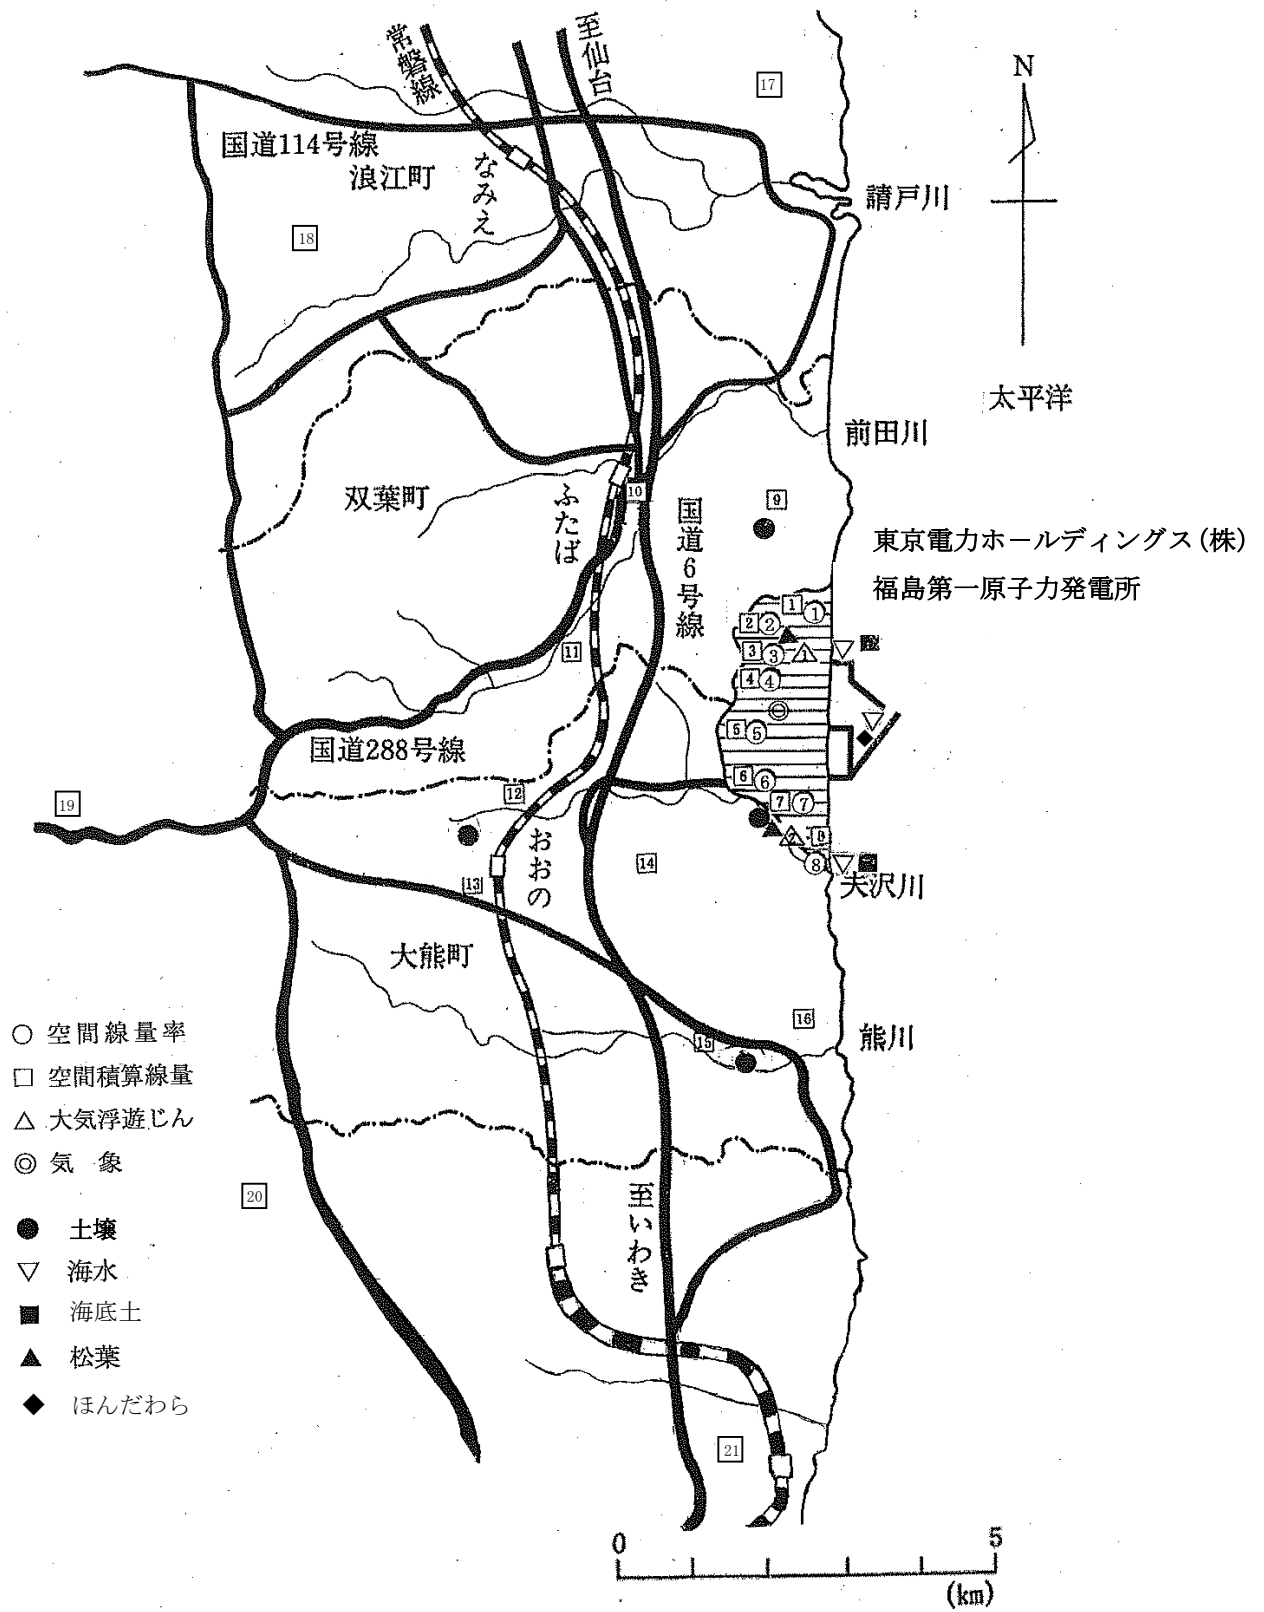 常磐線
至仙台
17
N
国道114号線
浪江町
なみえ
請戸川
18
太平洋
前田川
双葉町
ふたば
10
9
国道6号線
東京電力ホールディングス(株)
福島第一原子力発電所
1 ①
2 ②
3 ③ 1
4 ④
11
5 ⑤
国道288号線
6 ⑥
12
7 ⑦
19
おおの
2 8
13
14
⑧
夫沢川
大熊町
16
15
熊川
○ 空間線量率
□ 空間積算線量
△ 大気浮遊じん
◎ 気 象
20
至いわき
● 土壌
▽ 海水
■ 海底土
▲ 松葉
◆ ほんだわら
21
0 5
(km)